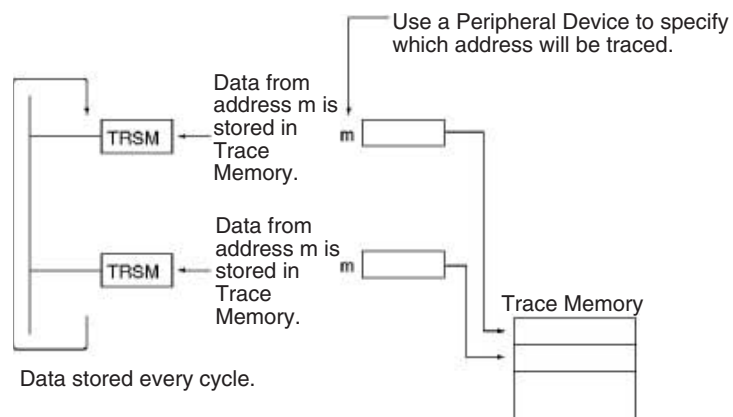 Use a Peripheral Device to specify
which address will be traced.
Data from
address m is
stored in
Trace
Memory.
TRSM
m
Data from
address m is
stored in
Trace
Memory.
TRSM
m
Trace Memory
Data stored every cycle.